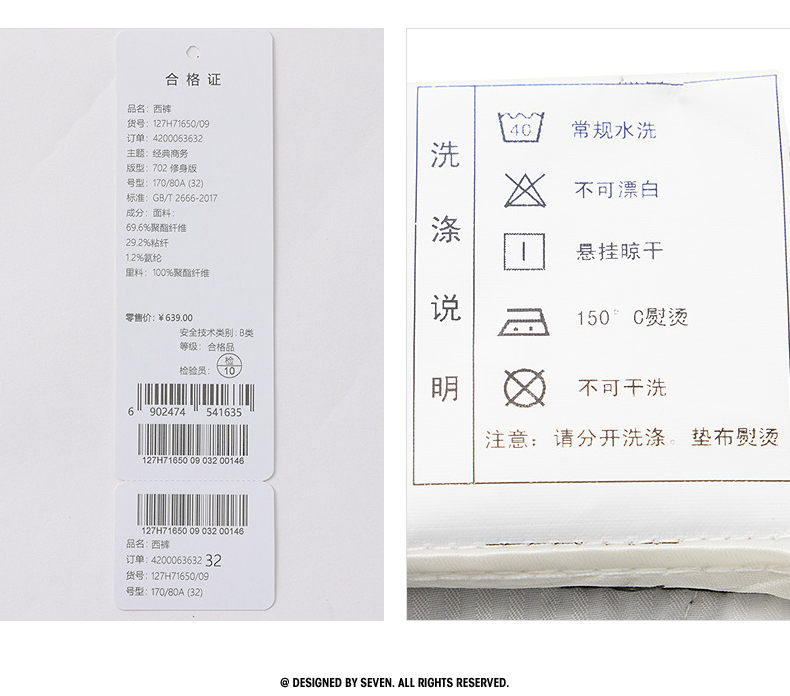 合格证
品名：西裤
货号：127H71650/09
订单：4200063632
主题：经典商务
版型：702 修身版
号型：170/80A (32)
标准：GB/T 2666-2017
成分：面料：
69.6%聚酯纤维
29.2%粘纤
1.2%氨纶
里料：100%聚酯纤维
零售价：¥639.00
安全技术类别：B类
等级：合格品
检验员：检 10
6 902474 541635
127H71650 09 032 00146
127H71650 09 032 00146
品名：西裤
订单：4200063632 32
货号：127H71650/09
号型：170/80A (32)
洗涤说明
40 常规水洗
不可漂白
悬挂晾干
150°C熨烫
不可干洗
注意：请分开洗涤。垫布熨烫
@ DESIGNED BY SEVEN. ALL RIGHTS RESERVED.